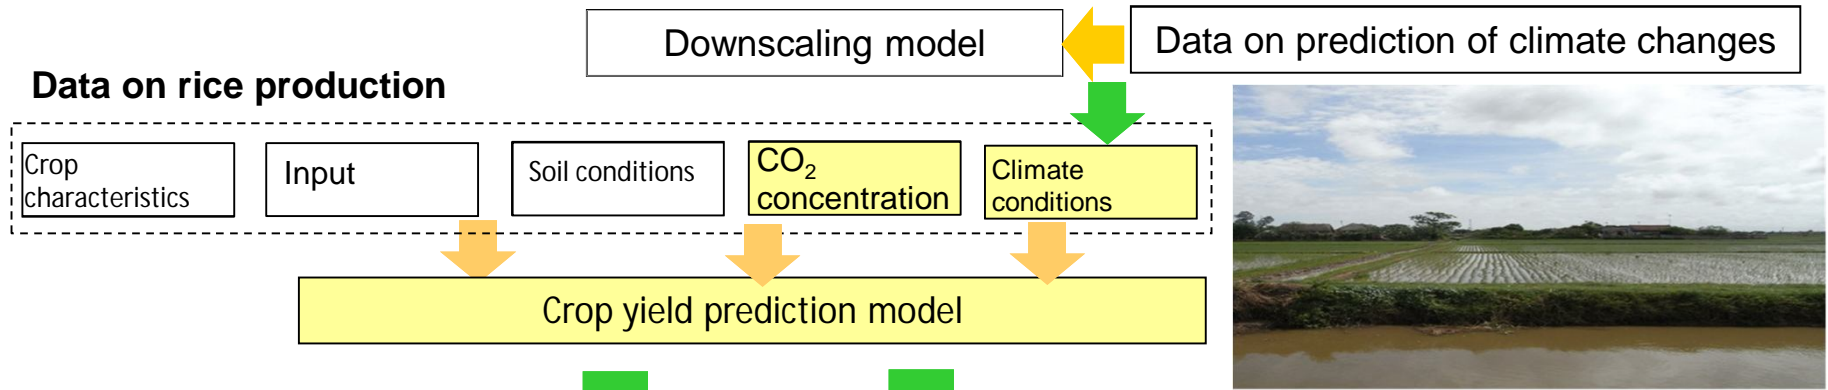 Downscaling model
Data on prediction of climate changes
Data on rice production
Crop
characteristics
Input
Soil conditions
CO₂
concentration
Climate
conditions
Crop yield prediction model